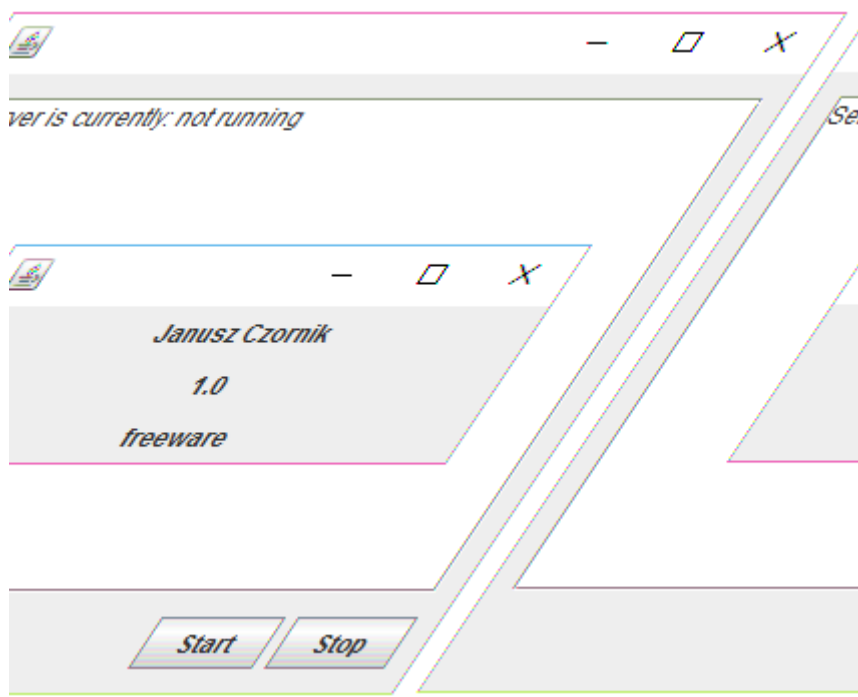 ver is currently: not running
Se
Janusz Czornik
1.0
freeware
Start
Stop